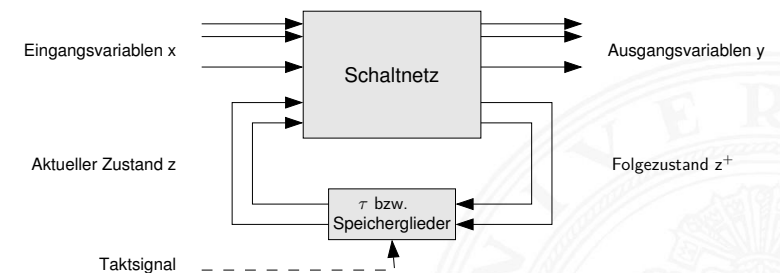 Eingangsvariablen x
Schaltnetz
Ausgangsvariablen y
Aktueller Zustand z
Folgezustand z⁺
τ bzw.
Speicherglieder
Taktsignal